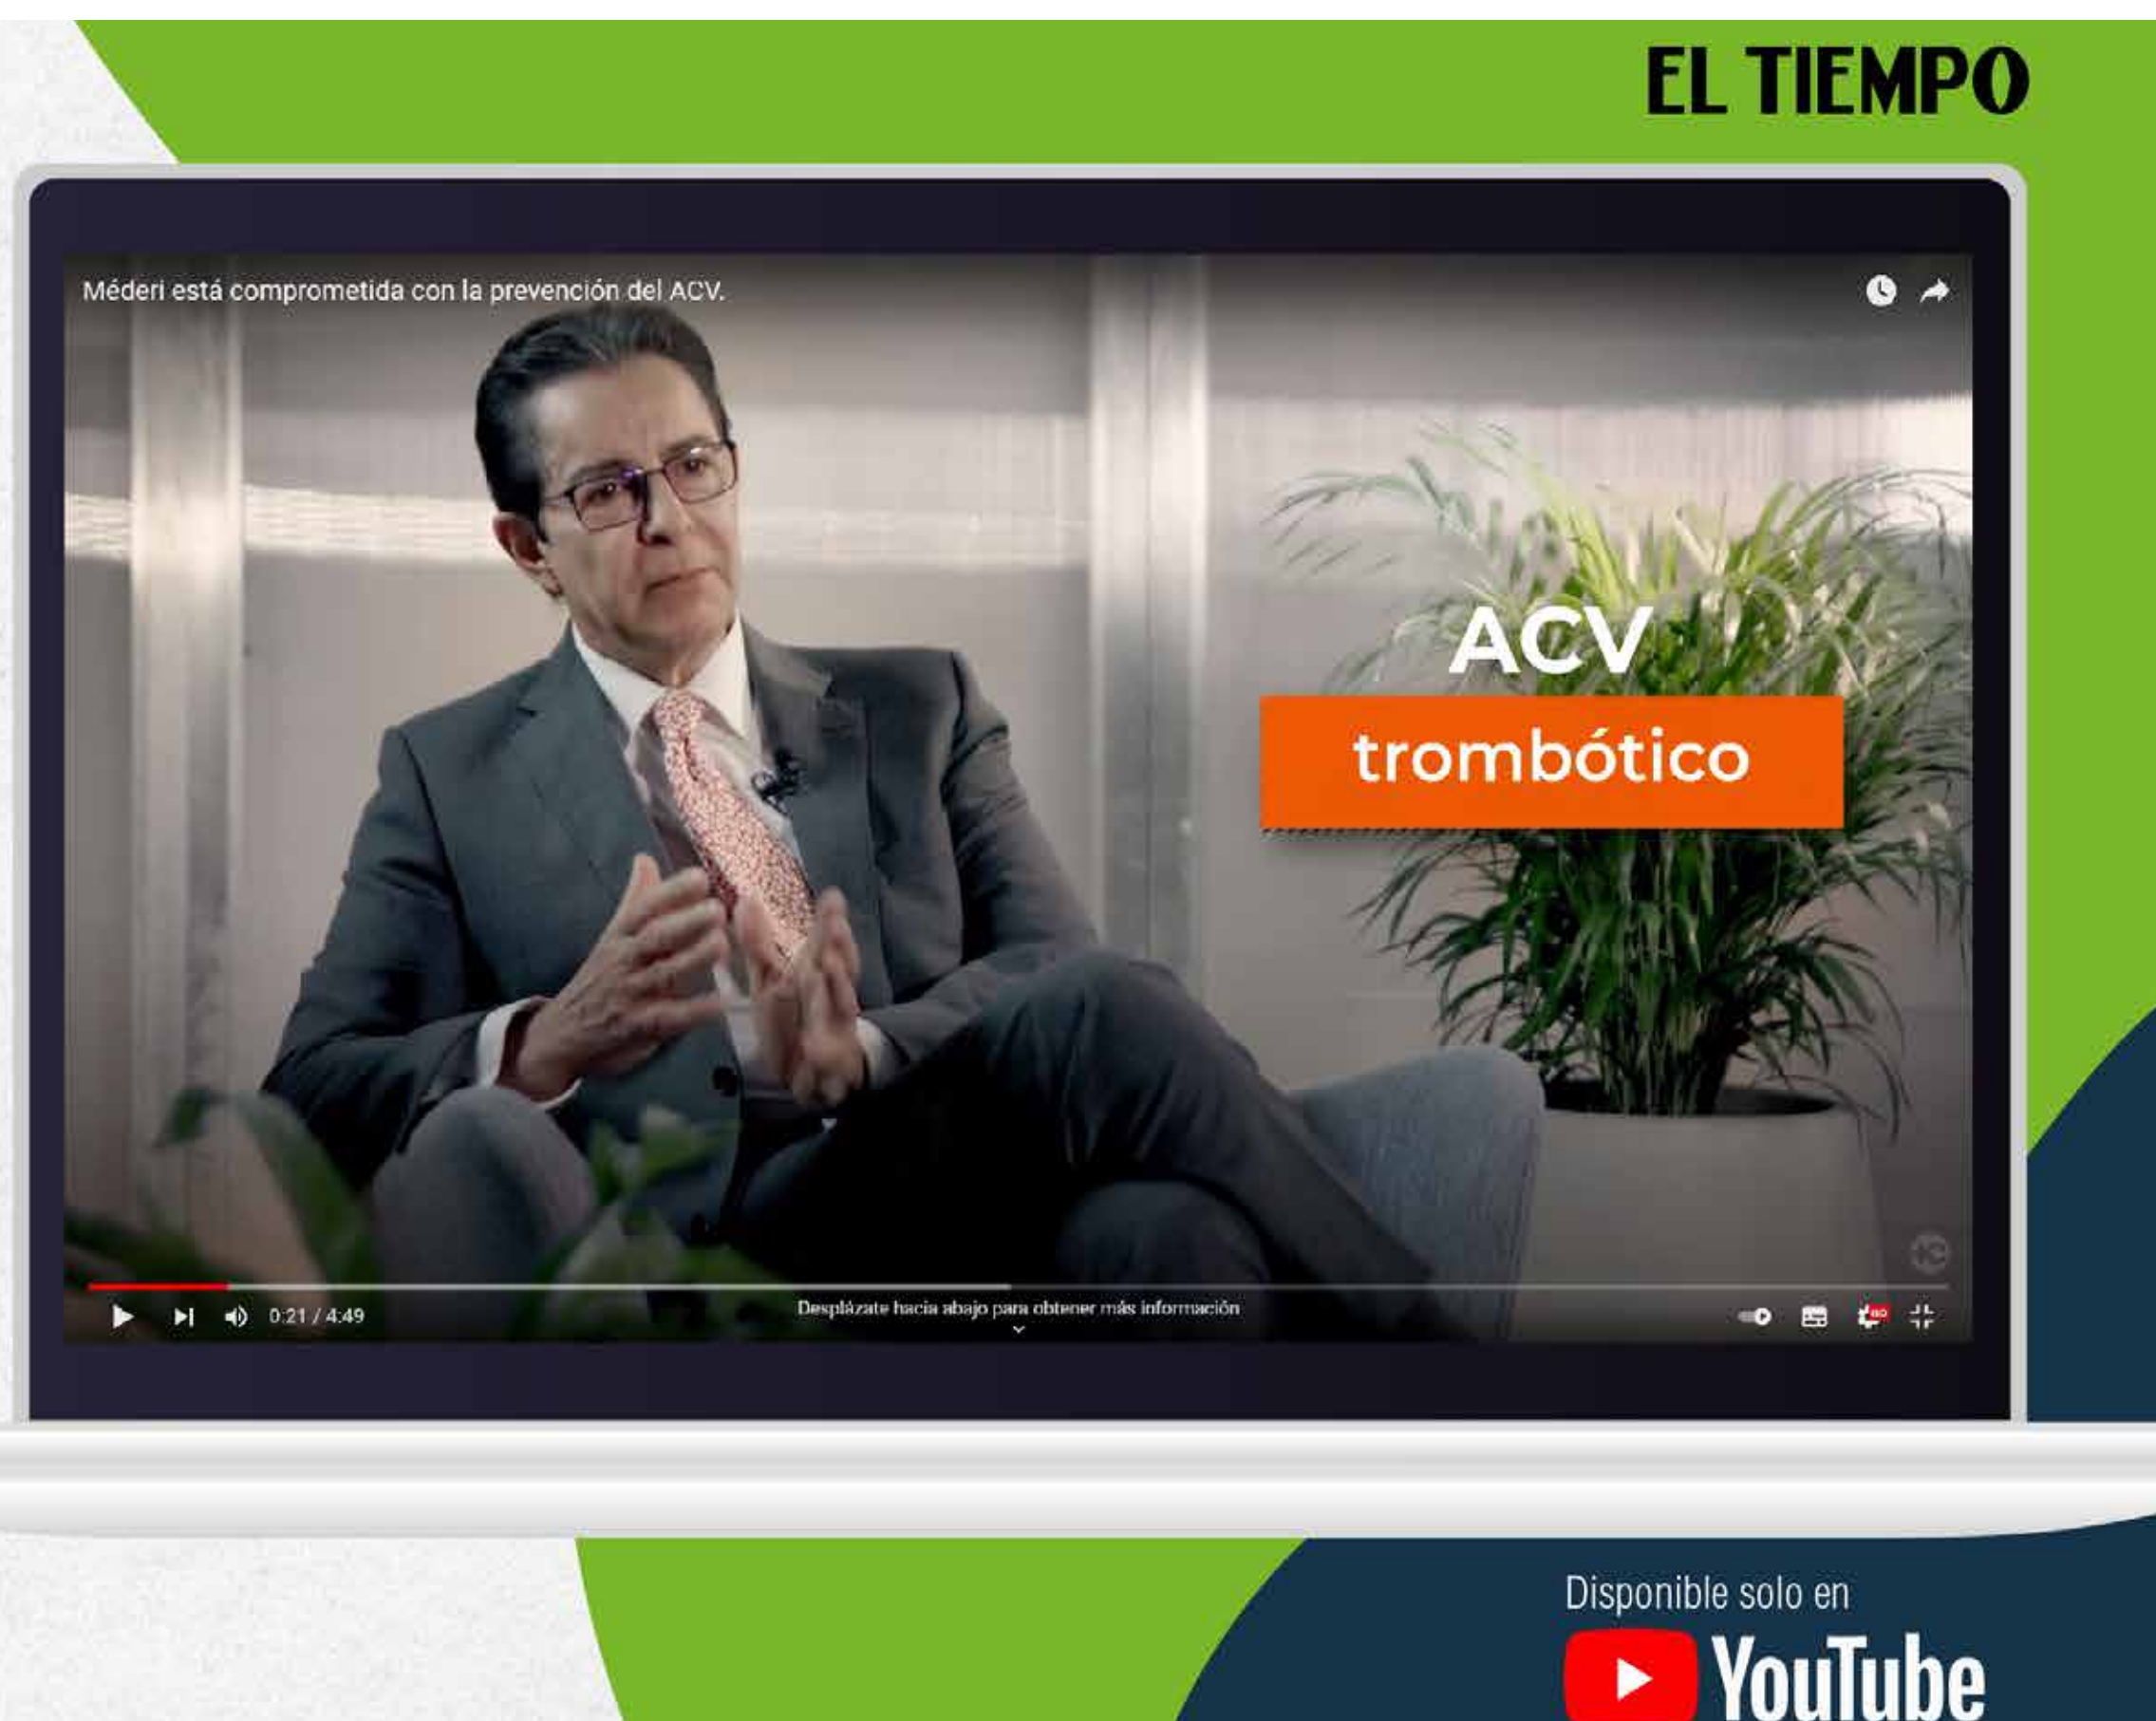 EL TIEMPO
Méderi está comprometida con la prevención del ACV.
ACV
trombótico
0:21 / 4:49
Desplázate hacia abajo para obtener más información
Disponible solo en
YouTube